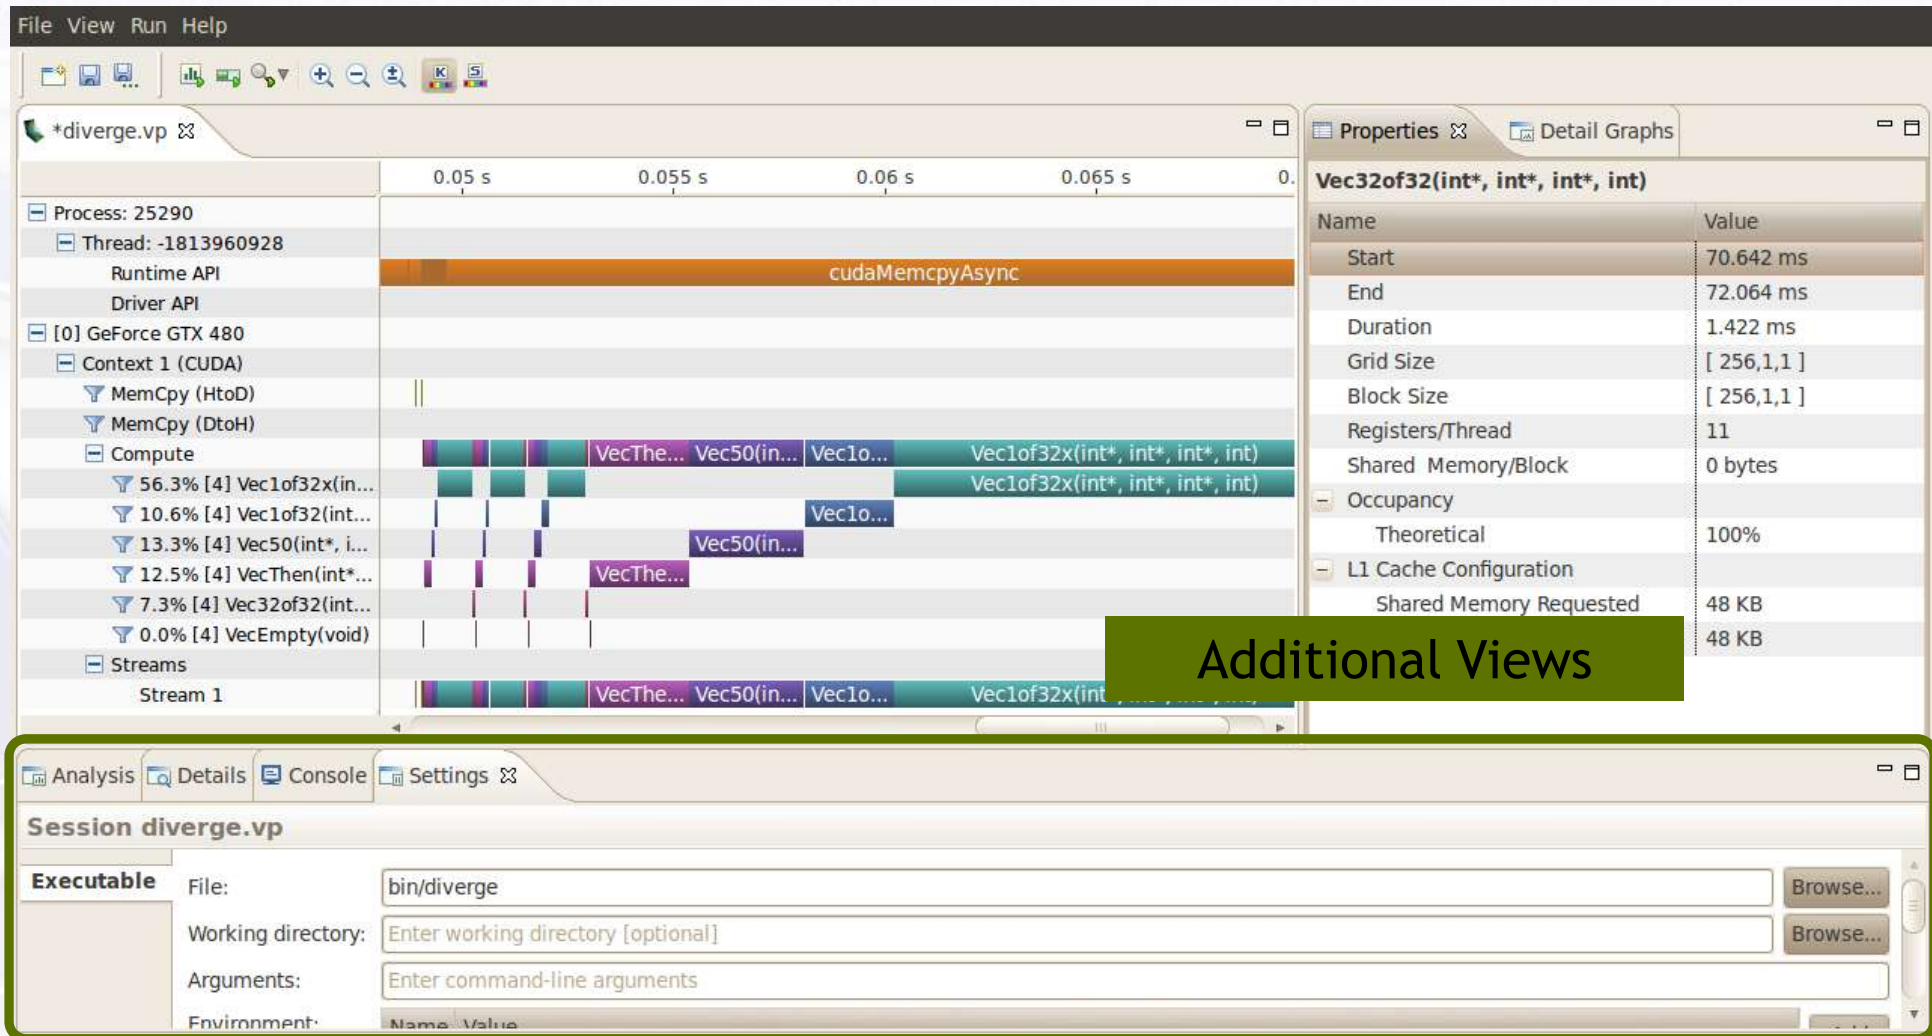 File View Run Help
*diverge.vp
Properties Detail Graphs
0.05 s 0.055 s 0.06 s 0.065 s 0.
Vec32of32(int*, int*, int*, int)
Name Value
Process: 25290
Thread: -1813960928
Runtime API cudaMemcpyAsync
Driver API
[0] GeForce GTX 480
Context 1 (CUDA)
MemCpy (HtoD)
MemCpy (DtoH)
Compute VecThe... Vec50(in... Vec1o... Vec1of32x(int*, int*, int*, int)
56.3% [4] Vec1of32x(in... Vec1of32x(int*, int*, int*, int)
10.6% [4] Vec1of32(int... Vec1o...
13.3% [4] Vec50(int*, i... Vec50(in...
12.5% [4] VecThen(int*... VecThe...
7.3% [4] Vec32of32(int...
0.0% [4] VecEmpty(void)
Streams
Stream 1 VecThe... Vec50(in... Vec1o... Vec1of32x(int
Start 70.642 ms
End 72.064 ms
Duration 1.422 ms
Grid Size [ 256,1,1 ]
Block Size [ 256,1,1 ]
Registers/Thread 11
Shared Memory/Block 0 bytes
Occupancy
Theoretical 100%
L1 Cache Configuration
Shared Memory Requested 48 KB
48 KB
Additional Views
Analysis Details Console Settings
Session diverge.vp
Executable
File: bin/diverge Browse...
Working directory: Enter working directory [optional] Browse...
Arguments: Enter command-line arguments
Environment: Name Value